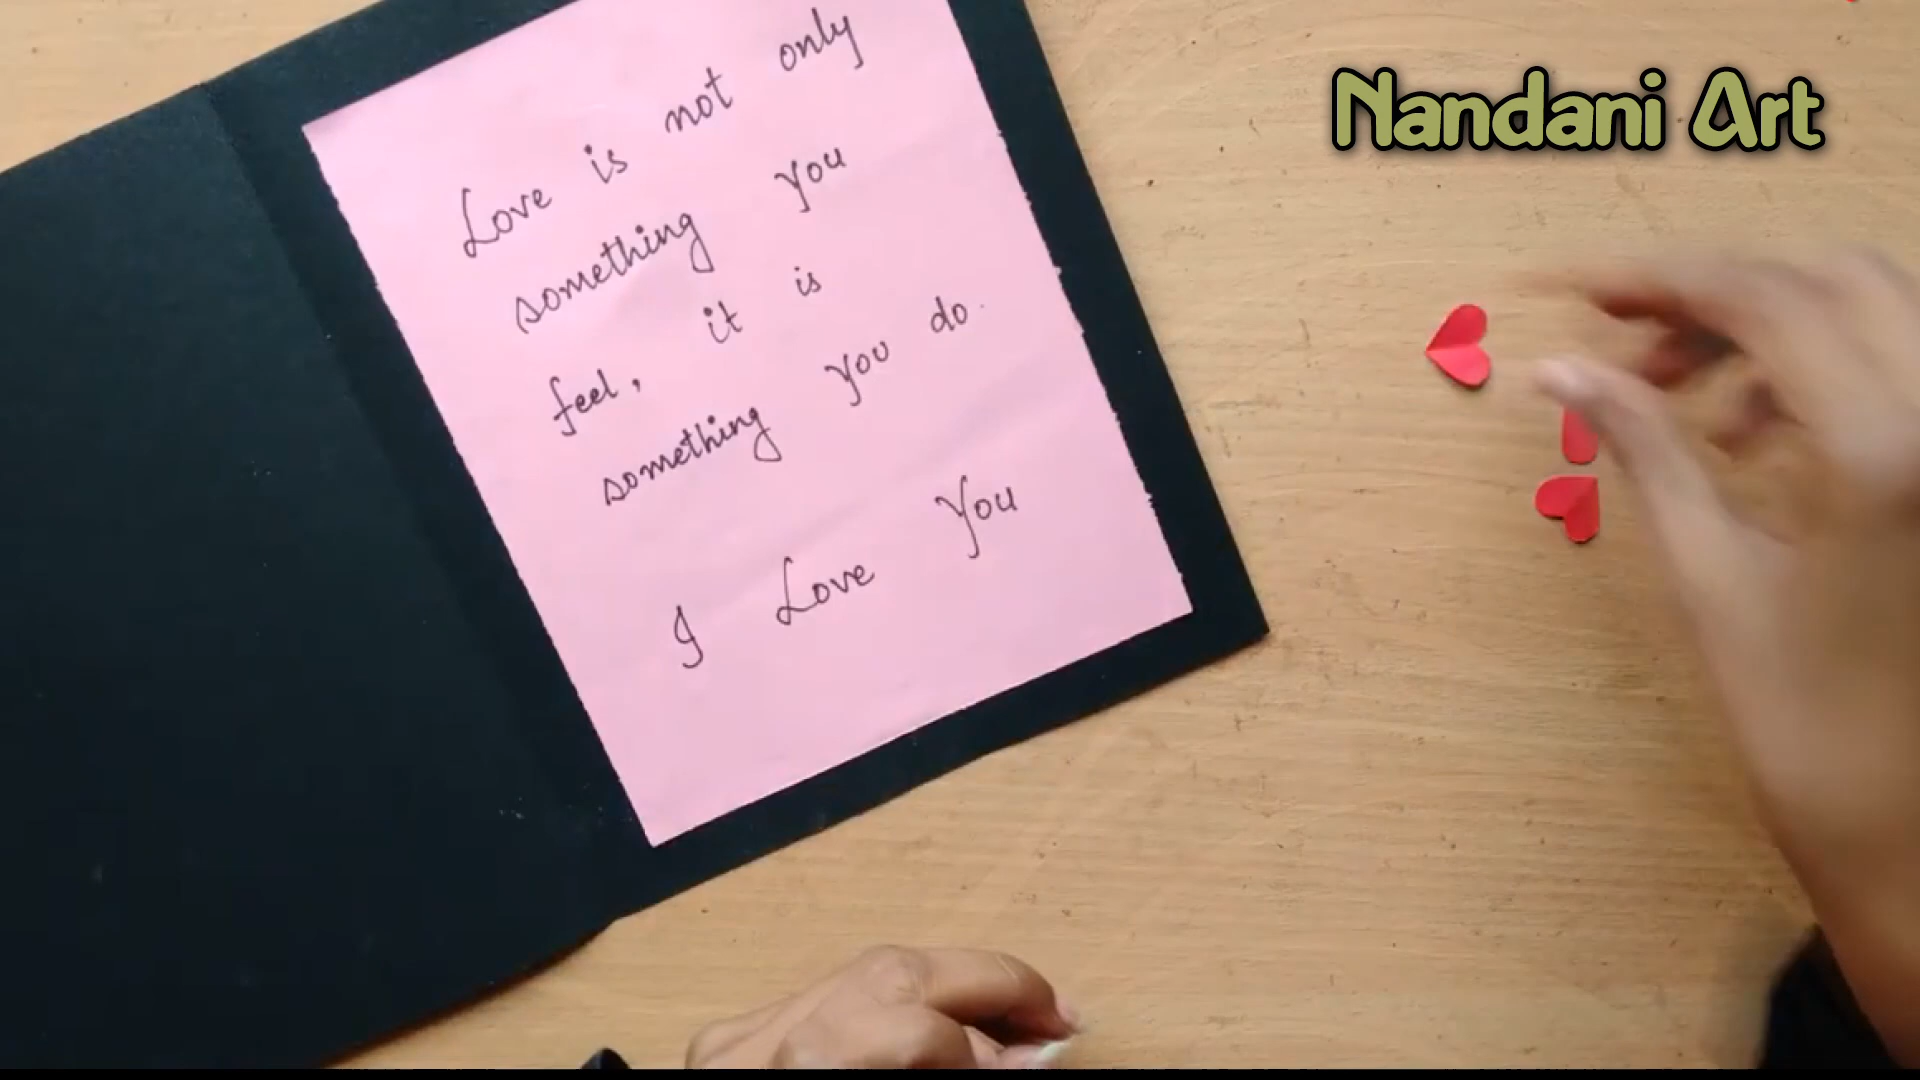 Love is not only
something you
feel, it is
something you do.
I Love You
Nandani Art